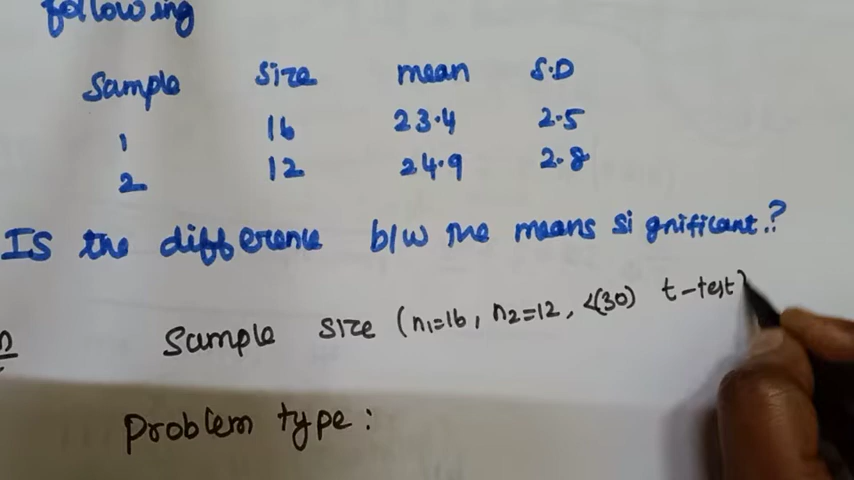 following
Sample Size mean S.D
1 16 23.4 2.5
2 12 24.9 2.8
Is the difference b/w the means significant.?
Sample size (n1=16, n2=12, <(30) t-test)
Problem type: